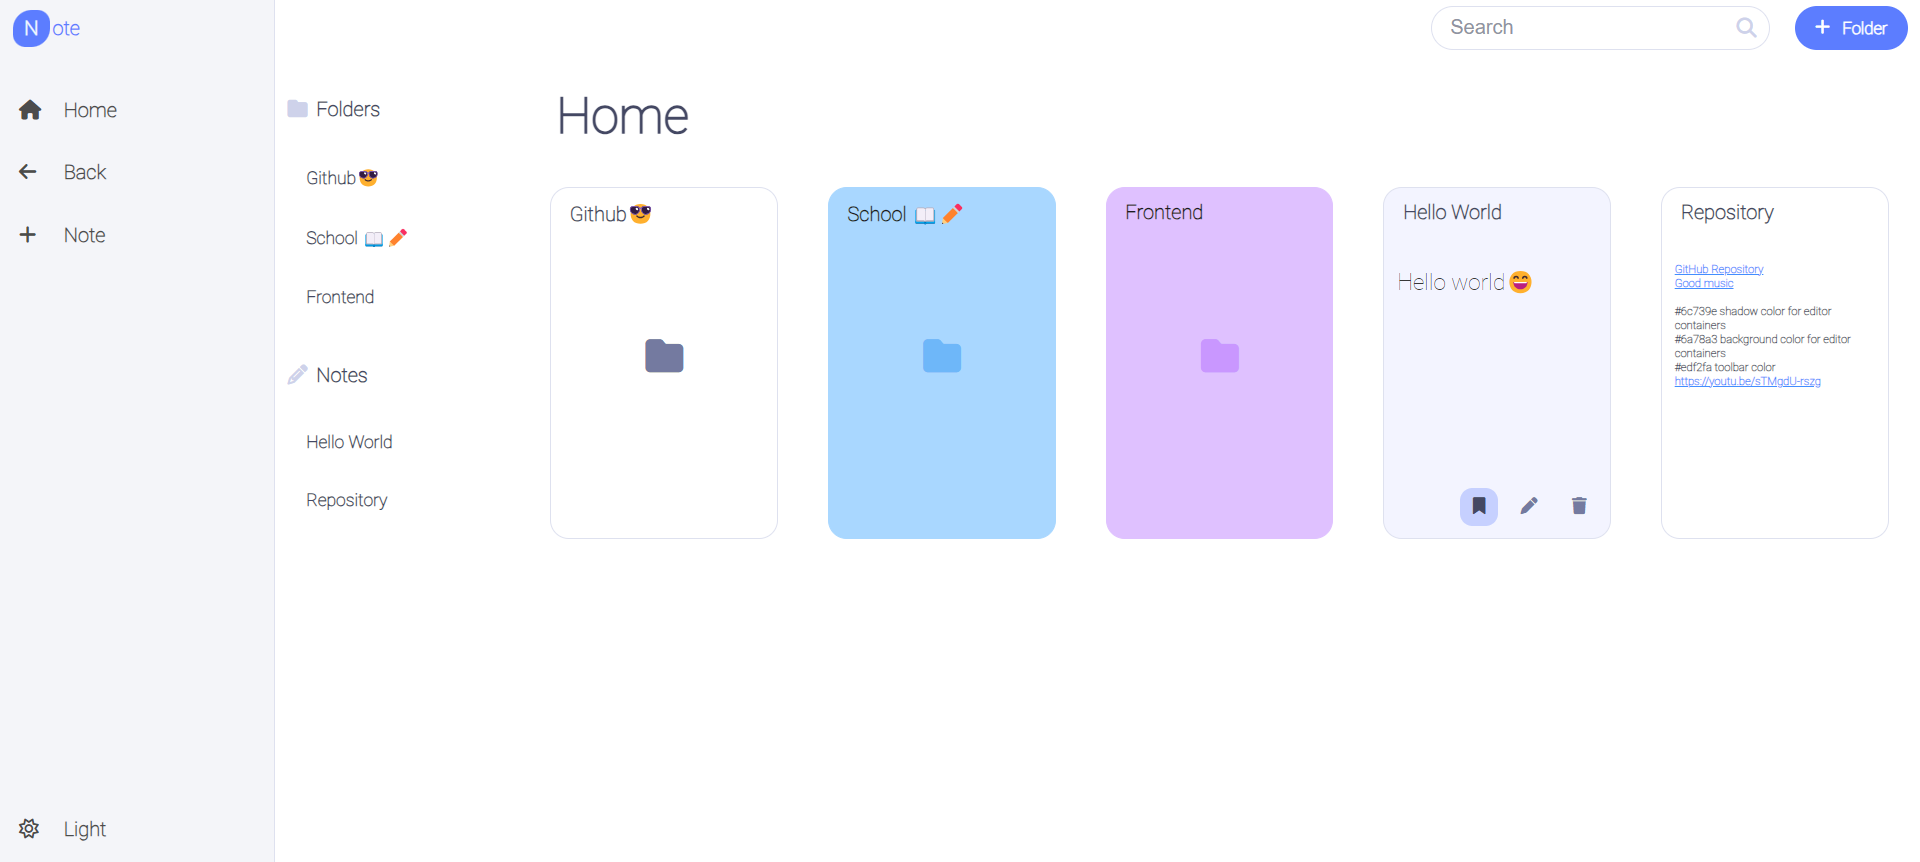 Note
Home
Back
Note
Light
Search
Folder
Folders
Github😎
School 📖✏️
Frontend
Notes
Hello World
Repository
Home
Github😎
School 📖✏️
Frontend
Hello World
Hello world😄
Repository
GitHub Repository
Good music
#6c739e shadow color for editor
containers
#6a78a3 background color for editor
containers
#edf2fa toolbar color
https://youtu.be/sTMgdU-rszg